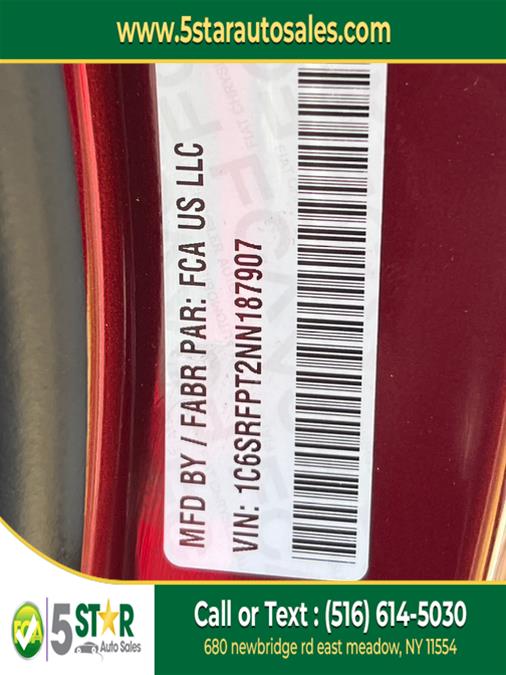 www.5starautosales.com
MFD BY / FABR PAR: FCA US LLC
VIN: 1C6SRFPT2NN187907
FCA
5 STAR
Auto Sales
Call or Text : (516) 614-5030
680 newbridge rd east meadow, NY 11554